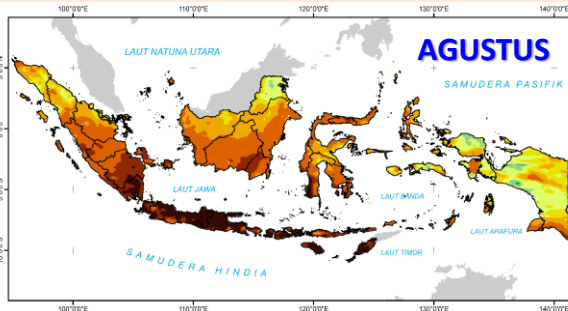 100°0'0"E 110°0'0"E 120°0'0"E 130°0'0"E 140°0'0"E
AGUSTUS
LAUT NATUNA UTARA
SAMUDERA PASIFIK
LAUT JAWA
LAUT BANDA
LAUT ARAFURA
LAUT TIMOR
SAMUDERA HINDIA
100°0'0"E 110°0'0"E 120°0'0"E 130°0'0"E 140°0'0"E